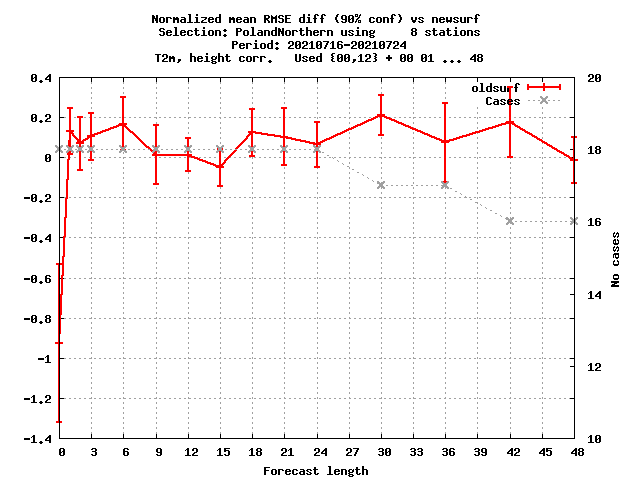 Normalized mean RMSE diff (90% conf) vs newsurf
Selection: PolandNorthern using     8 stations
Period: 20210716-20210724
T2m, height corr.   Used {00,12} + 00 01 ... 48
oldsurf
Cases
0.4
0.2
0
-0.2
-0.4
-0.6
-0.8
-1
-1.2
-1.4
20
18
16
14
12
10
No cases
0 3 6 9 12 15 18 21 24 27 30 33 36 39 42 45 48
Forecast length